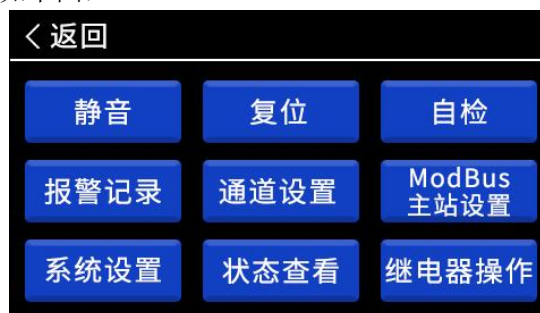 返回
静音
复位
自检
报警记录
通道设置
ModBus
主站设置
系统设置
状态查看
继电器操作